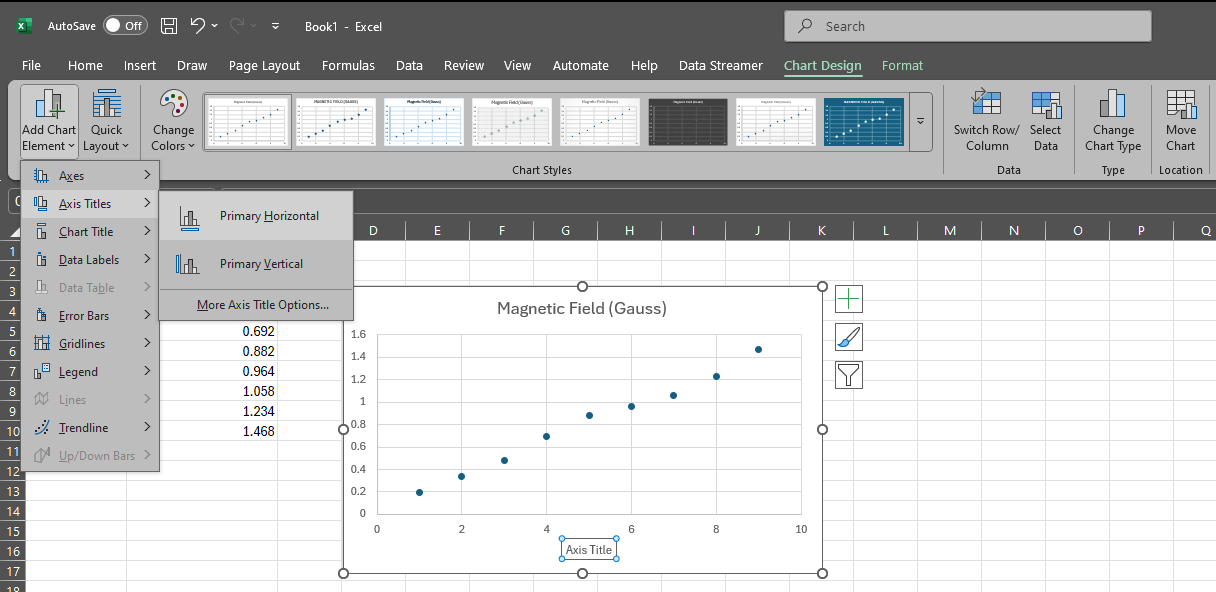 AutoSave Off Book1 - Excel Search
File Home Insert Draw Page Layout Formulas Data Review View Automate Help Data Streamer Chart Design Format
Add Chart Element
Quick Layout
Change Colors
Switch Row/ Column
Select Data
Change Chart Type
Move Chart
Chart Styles Data Type Location
Axes
Axis Titles
Chart Title
Data Labels
Data Table
Error Bars
Gridlines
Legend
Lines
Trendline
Up/Down Bars
Primary Horizontal
Primary Vertical
More Axis Title Options...
D E F G H I J K L M N O P Q
1
2
3
4
5 0.692
6 0.882
7 0.964
8 1.058
9 1.234
10 1.468
11
12
13
14
15
16
17
18
Magnetic Field (Gauss)
1.6
1.4
1.2
1
0.8
0.6
0.4
0.2
0
0 2 4 6 8 10
Axis Title